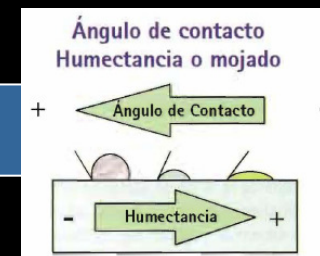 Ángulo de contacto
Humectancia o mojado
+ Ángulo de Contacto
- Humectancia +